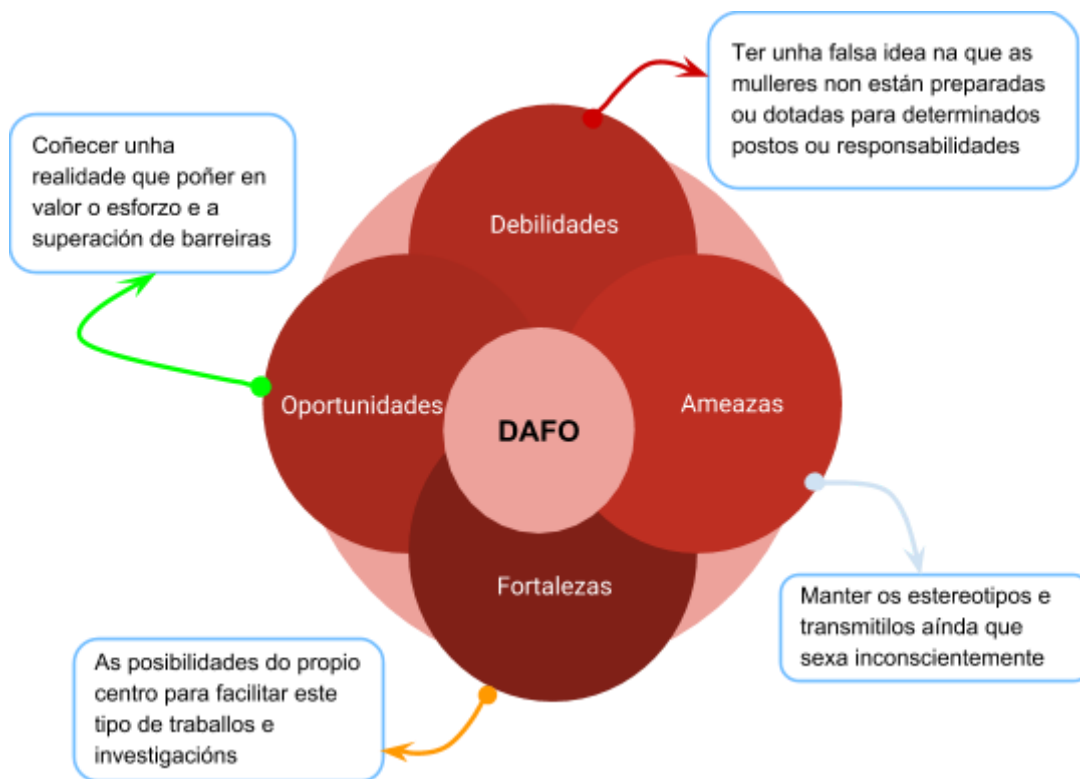 Ter unha falsa idea na que as
mulleres non están preparadas
ou dotadas para determinados
postos ou responsabilidades
Coñecer unha
realidade que poñer en
valor o esforzo e a
superación de barreiras
Debilidades
Oportunidades
DAFO
Ameazas
Fortalezas
Manter os estereotipos e
transmitilos aínda que
sexa inconscientemente
As posibilidades do propio
centro para facilitar este
tipo de traballos e
investigacións